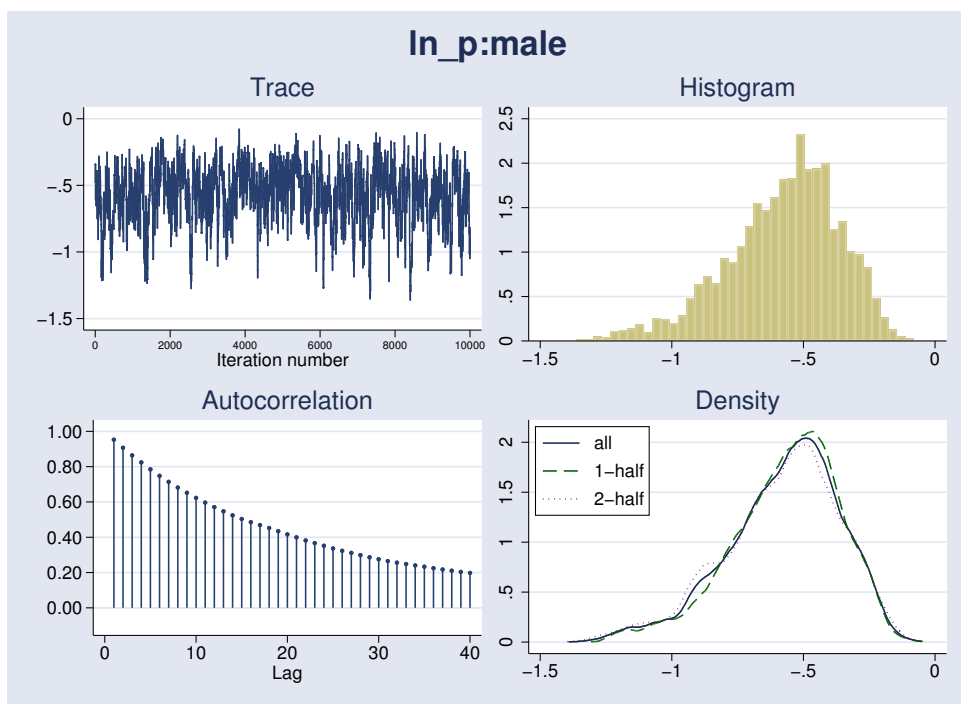 ln_p:male
Trace
0
−.5
−1
−1.5
0 2000 4000 6000 8000 10000
Iteration number
Histogram
0 .5 1 1.5 2 2.5
−1.5 −1 −.5 0
Autocorrelation
1.00
0.80
0.60
0.40
0.20
0.00
0 10 20 30 40
Lag
Density
all
1−half
2−half
0 .5 1 1.5 2
−1.5 −1 −.5 0